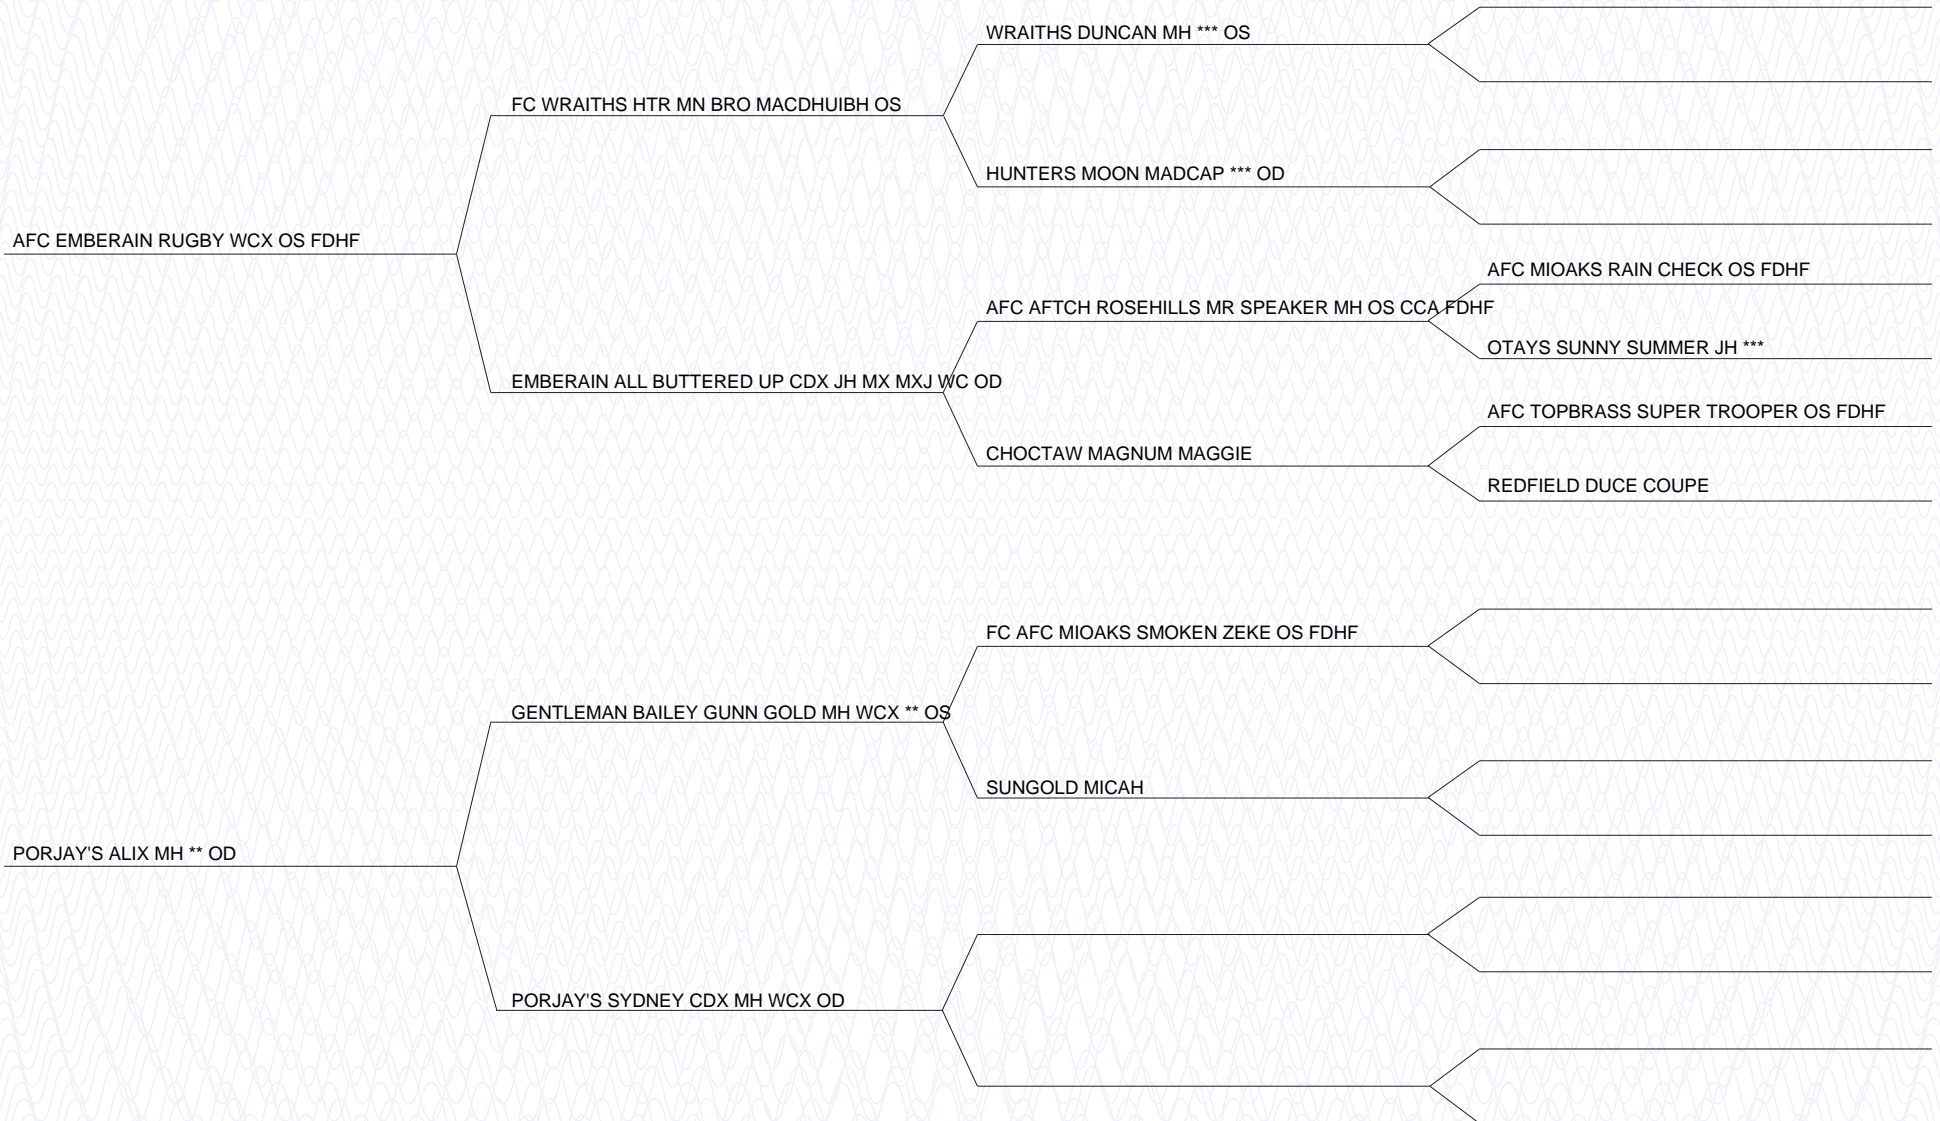 WRAITHS DUNCAN MH *** OS
FC WRAITHS HTR MN BRO MACDHUIBH OS
HUNTERS MOON MADCAP *** OD
AFC EMBERAIN RUGBY WCX OS FDHF
AFC MIOAKS RAIN CHECK OS FDHF
AFC AFTCH ROSEHILLS MR SPEAKER MH OS CCA FDHF
OTAYS SUNNY SUMMER JH ***
EMBERAIN ALL BUTTERED UP CDX JH MX MXJ WC OD
AFC TOPBRASS SUPER TROOPER OS FDHF
CHOCTAW MAGNUM MAGGIE
REDFIELD DUCE COUPE
FC AFC MIOAKS SMOKEN ZEKE OS FDHF
GENTLEMAN BAILEY GUNN GOLD MH WCX ** OS
SUNGOLD MICAH
PORJAY'S ALIX MH ** OD
PORJAY'S SYDNEY CDX MH WCX OD